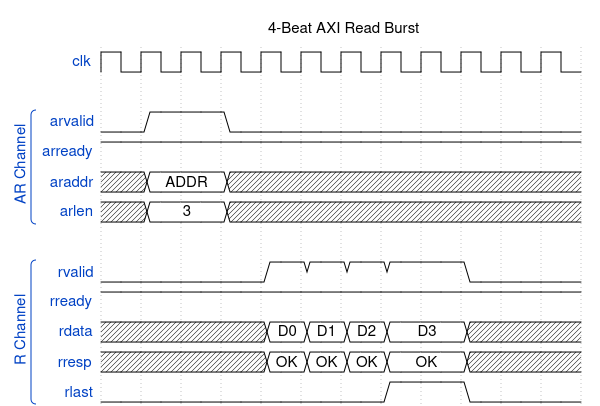 4-Beat AXI Read Burst
clk
AR Channel
arvalid
arready
araddr ADDR
arlen 3
R Channel
rvalid
rready
rdata D0 D1 D2 D3
rresp OK OK OK OK
rlast